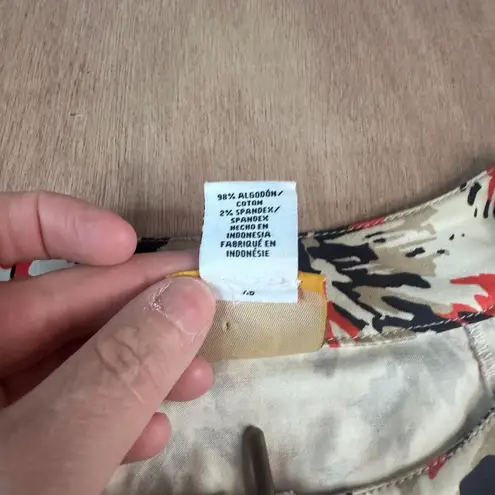 98% ALGODÓN/
COTON
2% SPANDEX/
SPANDEX
HECHO EN
INDONESIA
FABRIQUÉ EN
INDONÉSIE